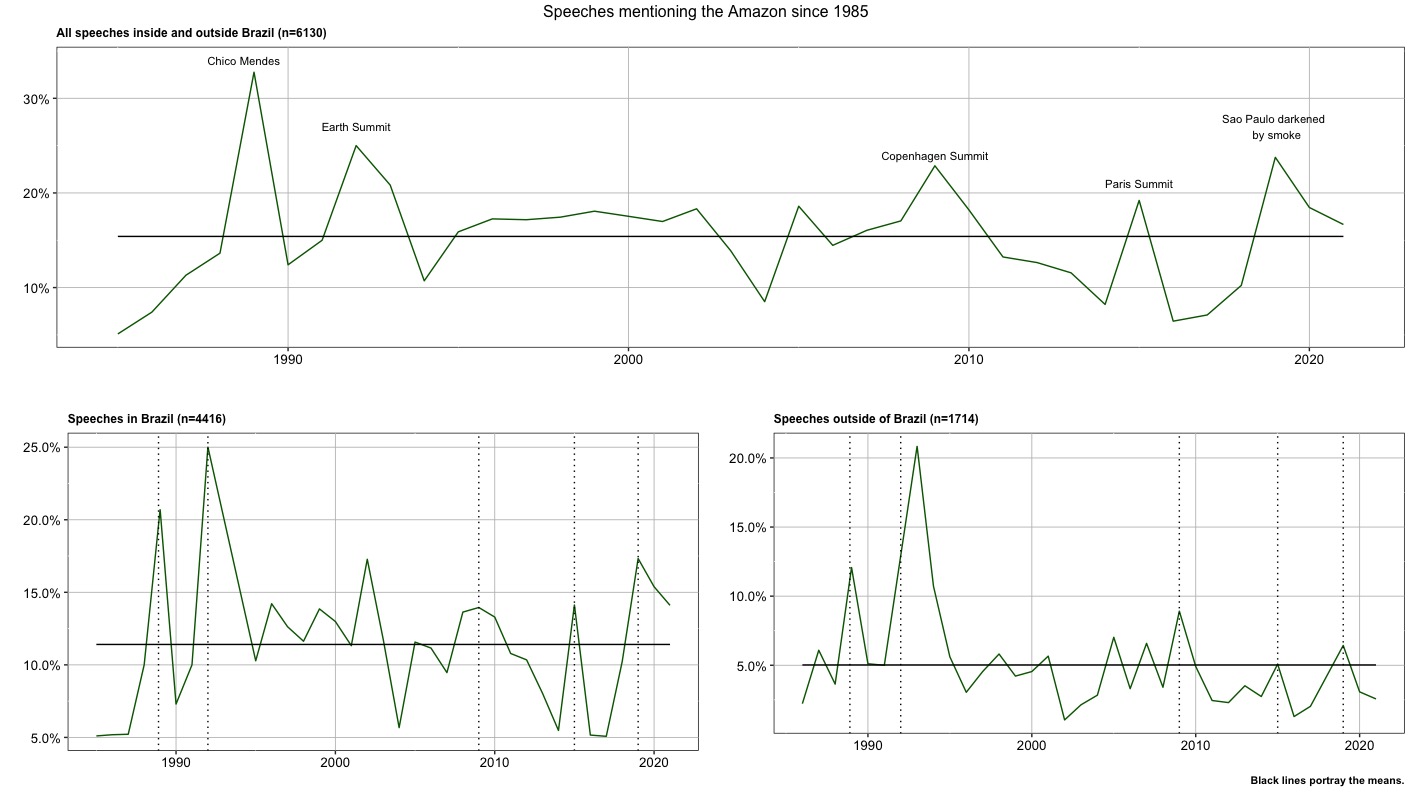 Speeches mentioning the Amazon since 1985
All speeches inside and outside Brazil (n=6130)
Chico Mendes
Earth Summit
Copenhagen Summit
Paris Summit
Sao Paulo darkened
by smoke
30%
20%
10%
1990 2000 2010 2020
Speeches in Brazil (n=4416)
25.0%
20.0%
15.0%
10.0%
5.0%
1990 2000 2010 2020
Speeches outside of Brazil (n=1714)
20.0%
15.0%
10.0%
5.0%
1990 2000 2010 2020
Black lines portray the means.